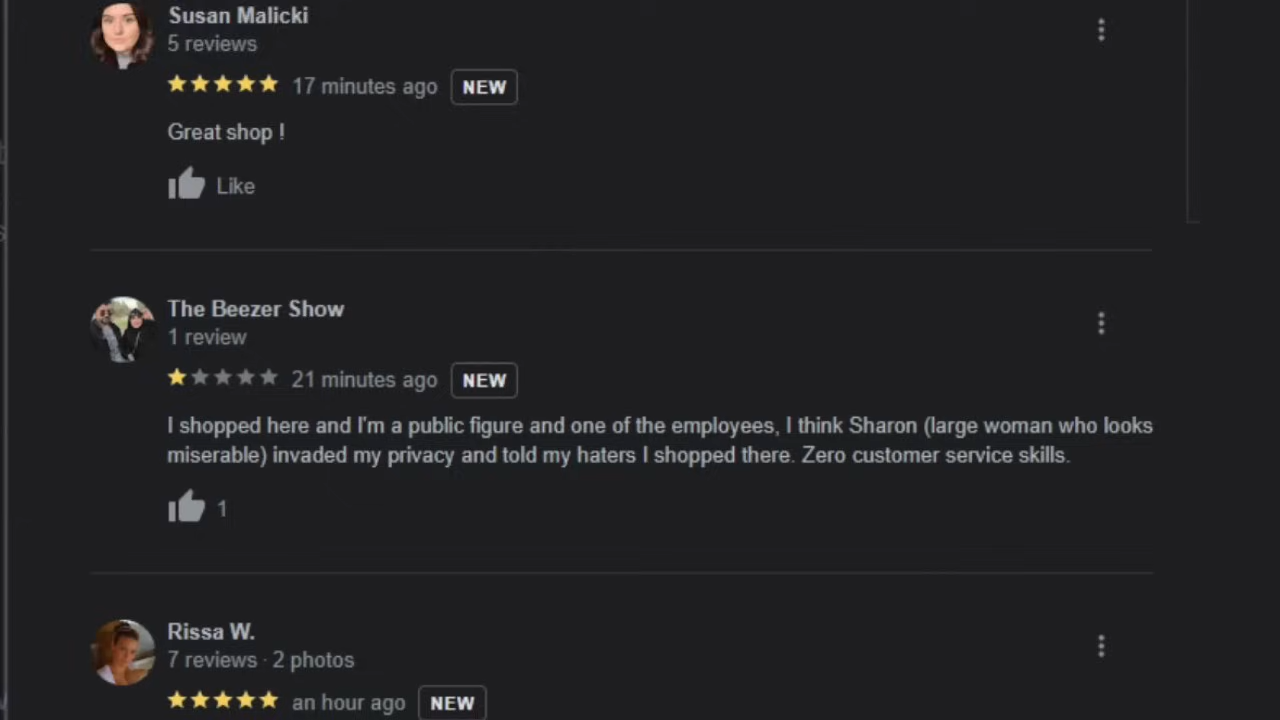 Susan Malicki
5 reviews
17 minutes ago NEW
Great shop !
Like
The Beezer Show
1 review
21 minutes ago NEW
I shopped here and I'm a public figure and one of the employees, I think Sharon (large woman who looks
miserable) invaded my privacy and told my haters I shopped there. Zero customer service skills.
1
Rissa W.
7 reviews · 2 photos
an hour ago NEW